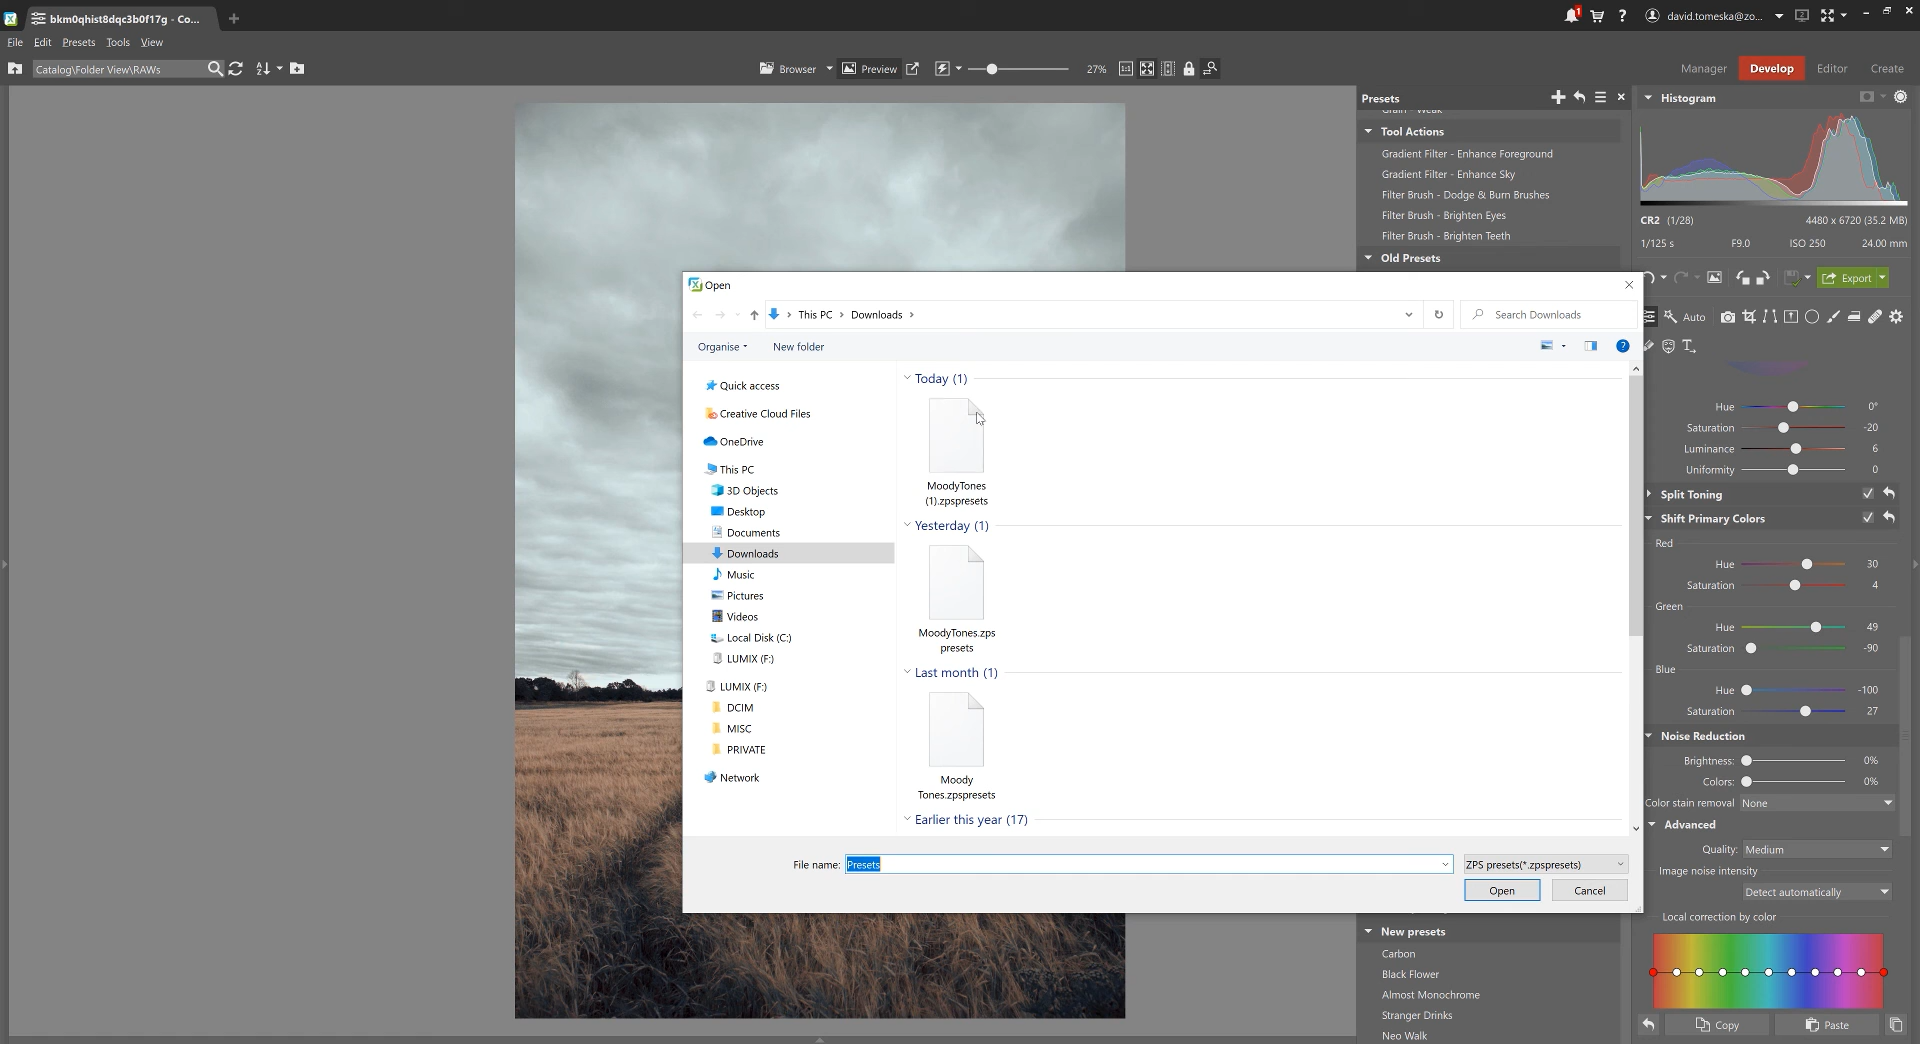 bkm0qhist8dqc3b0f17g - Co...
1
david.tomeska@zo...
File Edit Presets Tools View
Catalog\Folder View\RAWs
Browser
Preview
27%
Manager Develop Editor Create
Presets
Grain - Weak
Tool Actions
Gradient Filter - Enhance Foreground
Gradient Filter - Enhance Sky
Filter Brush - Dodge & Burn Brushes
Filter Brush - Brighten Eyes
Filter Brush - Brighten Teeth
Old Presets
Histogram
CR2 (1/28) 4480 x 6720 (35.2 MB)
1/125 s F9.0 ISO 250 24.00 mm
Export
Auto
Open
This PC > Downloads >
Search Downloads
Organise
New folder
Quick access
Creative Cloud Files
OneDrive
This PC
3D Objects
Desktop
Documents
Downloads
Music
Pictures
Videos
Local Disk (C:)
LUMIX (F:)
LUMIX (F:)
DCIM
MISC
PRIVATE
Network
Today (1)
MoodyTones
(1).zpspresets
Yesterday (1)
MoodyTones.zps
presets
Last month (1)
Moody
Tones.zpspresets
Earlier this year (17)
File name: Presets
ZPS presets(*.zpspresets)
Open
Cancel
New presets
Carbon
Black Flower
Almost Monochrome
Stranger Drinks
Neo Walk
Hue 0°
Saturation -20
Luminance 6
Uniformity 0
Split Toning
Shift Primary Colors
Red
Hue 30
Saturation 4
Green
Hue 49
Saturation -90
Blue
Hue -100
Saturation 27
Noise Reduction
Brightness: 0%
Colors: 0%
Color stain removal None
Advanced
Quality: Medium
Image noise intensity
Detect automatically
Local correction by color
Copy
Paste